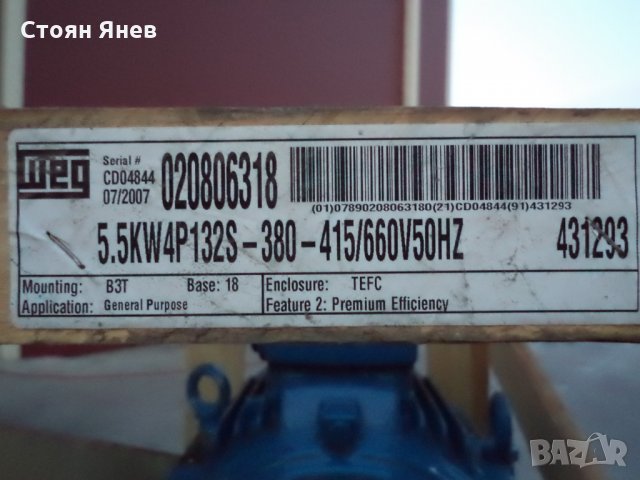 Стоян Янев
WEG
Serial #
CD04844
07/2007
020806318
(01)07890208063180(21)CD04844(91)431293
5.5KW4P132S-380-415/660V50HZ 431293
Mounting: B3T Base: 18 Enclosure: TEFC
Application: General Purpose Feature 2: Premium Efficiency
BAZAR